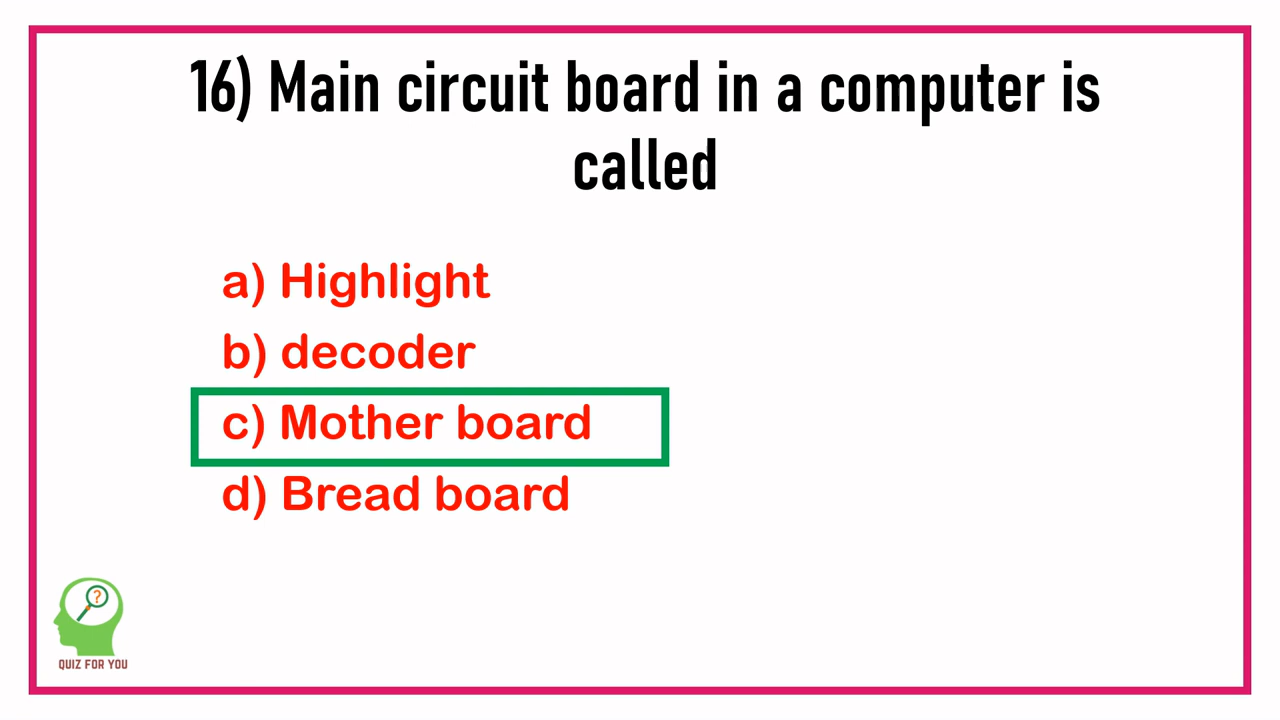 16) Main circuit board in a computer is
called
a) Highlight
b) decoder
c) Mother board
d) Bread board
?
QUIZ FOR YOU